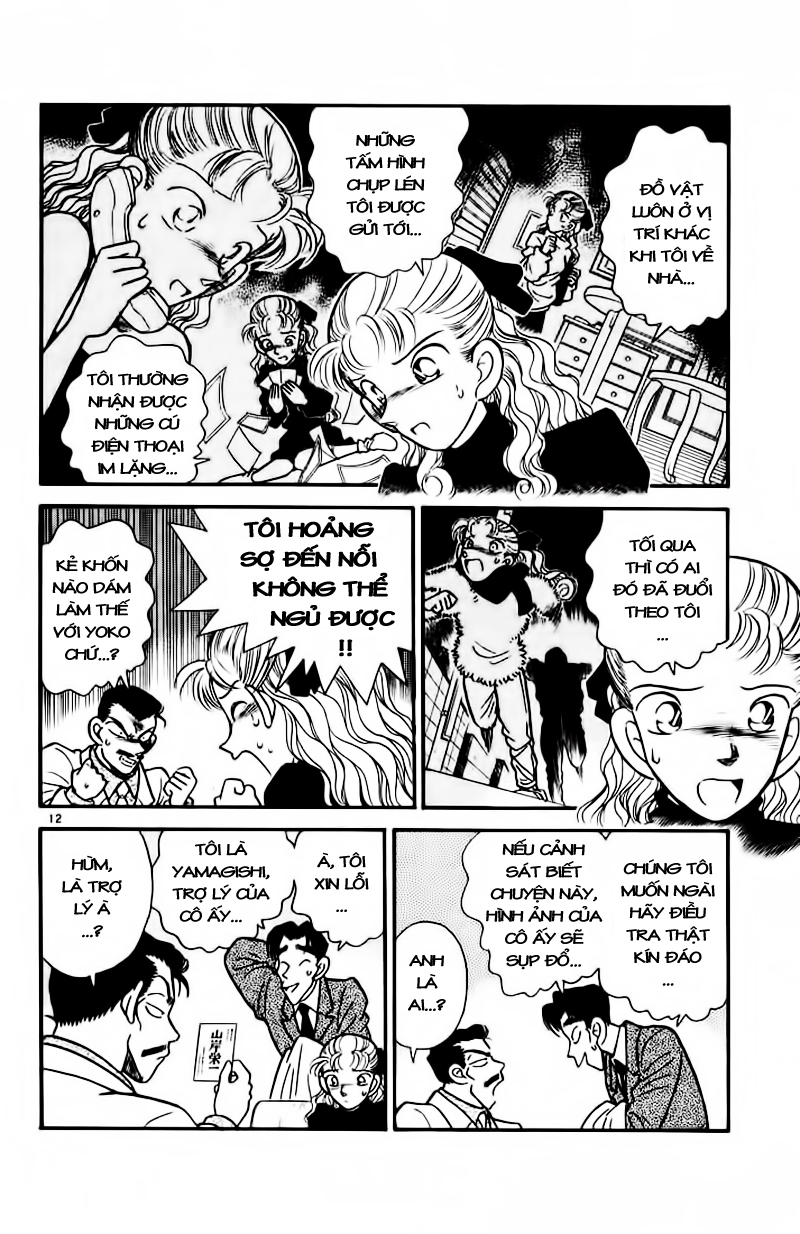 ĐỒ VẬT
LUÔN Ở VỊ
TRÍ KHÁC
KHI TÔI VỀ
NHÀ...
NHỮNG
TẤM HÌNH
CHỤP LÉN
TÔI ĐƯỢC
GỬI TỚI...
TÔI THƯỜNG
NHẬN ĐƯỢC
NHỮNG CÚ
ĐIỆN THOẠI
IM LẶNG...
TỐI QUA
THÌ CÓ AI
ĐÓ ĐÃ ĐUỔI
THEO TÔI
...
TÔI HOẢNG
SỢ ĐẾN NỖI
KHÔNG THỂ
NGỦ ĐƯỢC
!!
KẺ KHỐN
NÀO DÁM
LÀM THẾ
VỚI YOKO
CHỨ...?
12
CHÚNG TÔI
MUỐN NGÀI
HÃY ĐIỀU
TRA THẬT
KÍN ĐÁO
...
NẾU CẢNH
SÁT BIẾT
CHUYỆN NÀY,
HÌNH ẢNH CỦA
CÔ ẤY SẼ
SỤP ĐỔ...
ANH
LÀ
AI...?
À, TÔI
XIN LỖI
...
TÔI LÀ
YAMAGISHI,
TRỢ LÝ CỦA
CÔ ẤY...
HỪM,
LÀ TRỢ
LÝ À
...?
山岸栄一